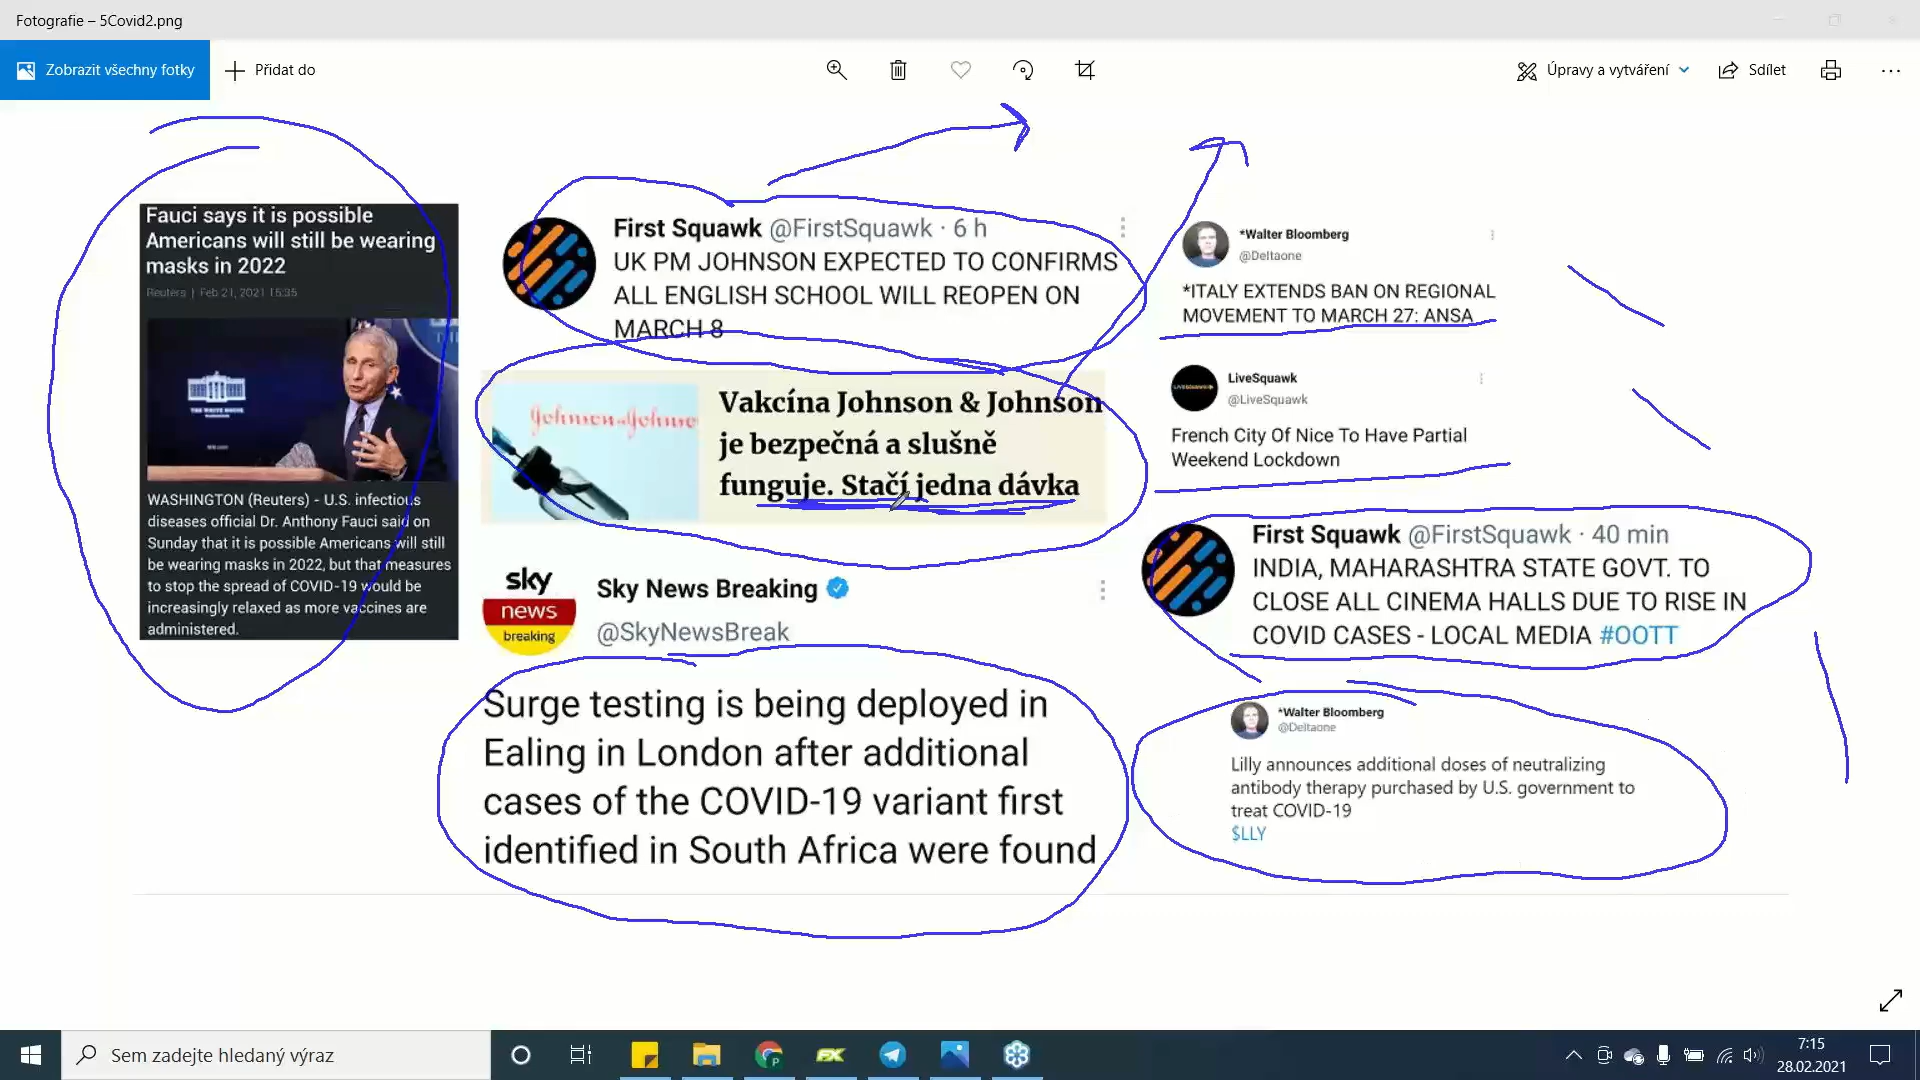 Fotografie – 5Covid2.png
Zobrazit všechny fotky
Přidat do
Úpravy a vytváření
Sdílet
Fauci says it is possible
Americans will still be wearing
masks in 2022
Reuters | Feb 21, 2021 15:35
THE WHITE HOUSE
WASHINGTON (Reuters) - U.S. infectious
diseases official Dr. Anthony Fauci said on
Sunday that it is possible Americans will still
be wearing masks in 2022, but that measures
to stop the spread of COVID-19 would be
increasingly relaxed as more vaccines are
administered.
First Squawk @FirstSquawk · 6 h
UK PM JOHNSON EXPECTED TO CONFIRMS
ALL ENGLISH SCHOOL WILL REOPEN ON
MARCH 8
Johnson & Johnson
Vakcína Johnson & Johnson
je bezpečná a slušně
funguje. Stačí jedna dávka
sky
news
breaking
Sky News Breaking
@SkyNewsBreak
Surge testing is being deployed in
Ealing in London after additional
cases of the COVID-19 variant first
identified in South Africa were found
*Walter Bloomberg
@Deltaone
*ITALY EXTENDS BAN ON REGIONAL
MOVEMENT TO MARCH 27: ANSA
LIVESQUAWK
LiveSquawk
@LiveSquawk
French City Of Nice To Have Partial
Weekend Lockdown
First Squawk @FirstSquawk · 40 min
INDIA, MAHARASHTRA STATE GOVT. TO
CLOSE ALL CINEMA HALLS DUE TO RISE IN
COVID CASES - LOCAL MEDIA #OOTT
*Walter Bloomberg
@Deltaone
Lilly announces additional doses of neutralizing
antibody therapy purchased by U.S. government to
treat COVID-19
$LLY
Sem zadejte hledaný výraz
P
FX
7:15
28.02.2021